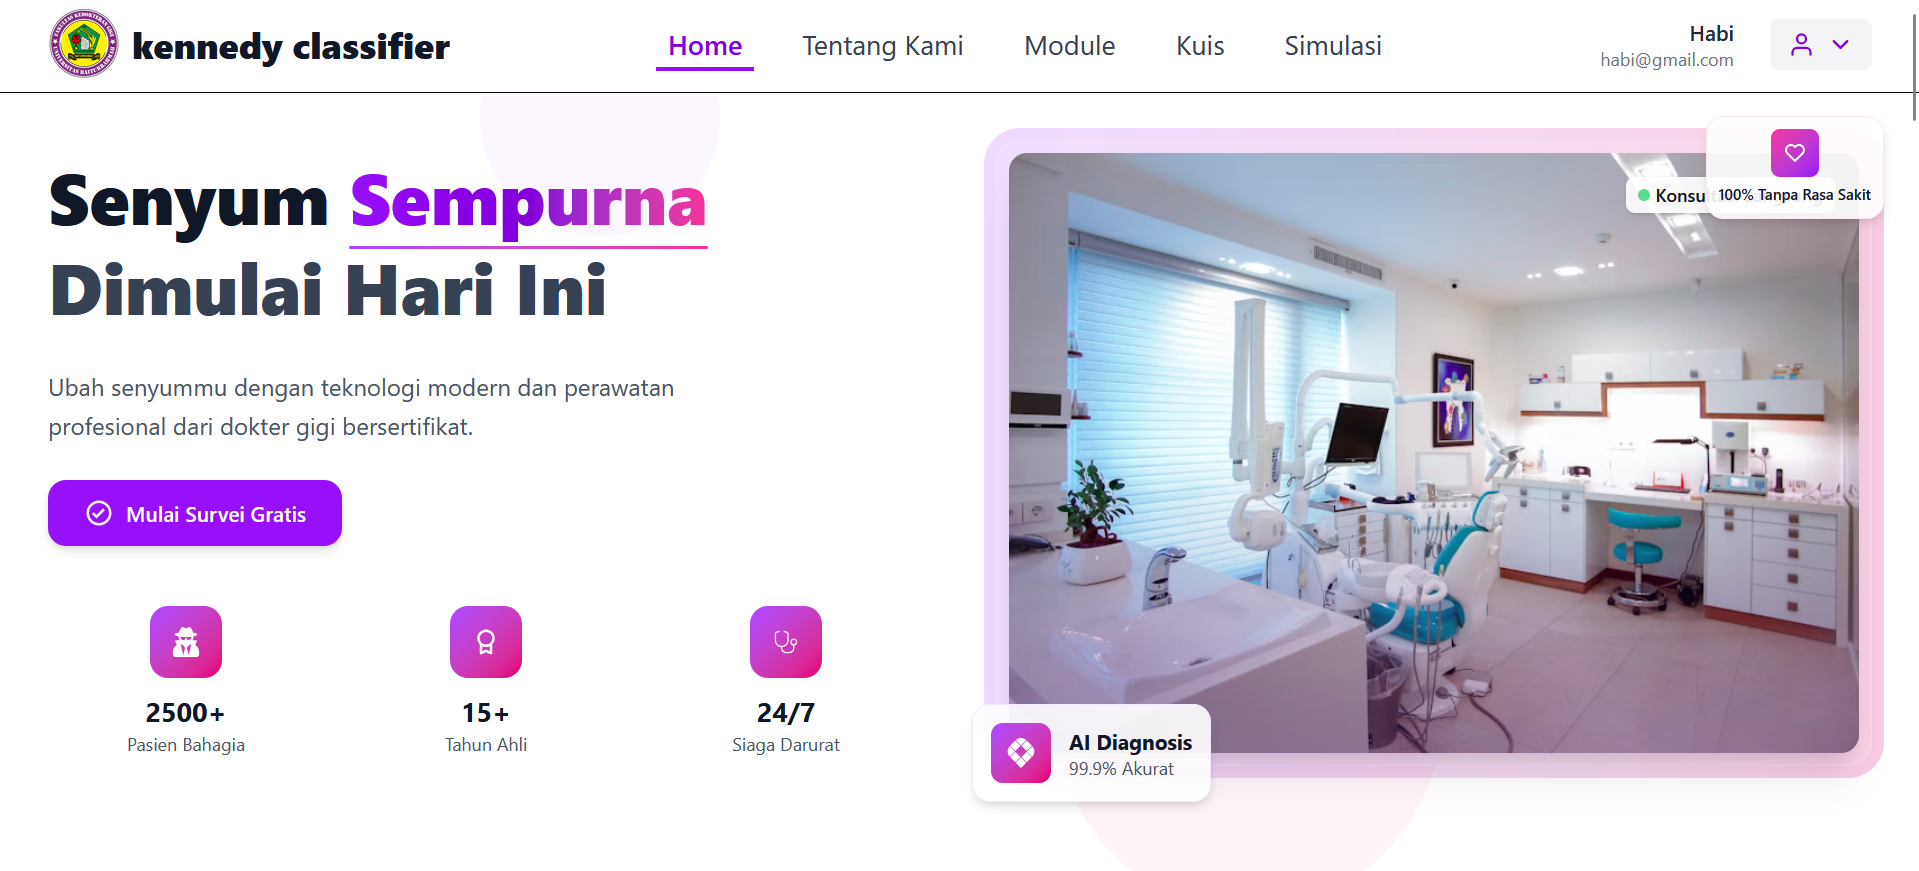 kennedy classifier
Home
Tentang Kami
Module
Kuis
Simulasi
Habi
habi@gmail.com
Senyum Sempurna
Dimulai Hari Ini
Ubah senyummu dengan teknologi modern dan perawatan
profesional dari dokter gigi bersertifikat.
Mulai Survei Gratis
2500+
Pasien Bahagia
15+
Tahun Ahli
24/7
Siaga Darurat
100% Tanpa Rasa Sakit
AI Diagnosis
99.9% Akurat